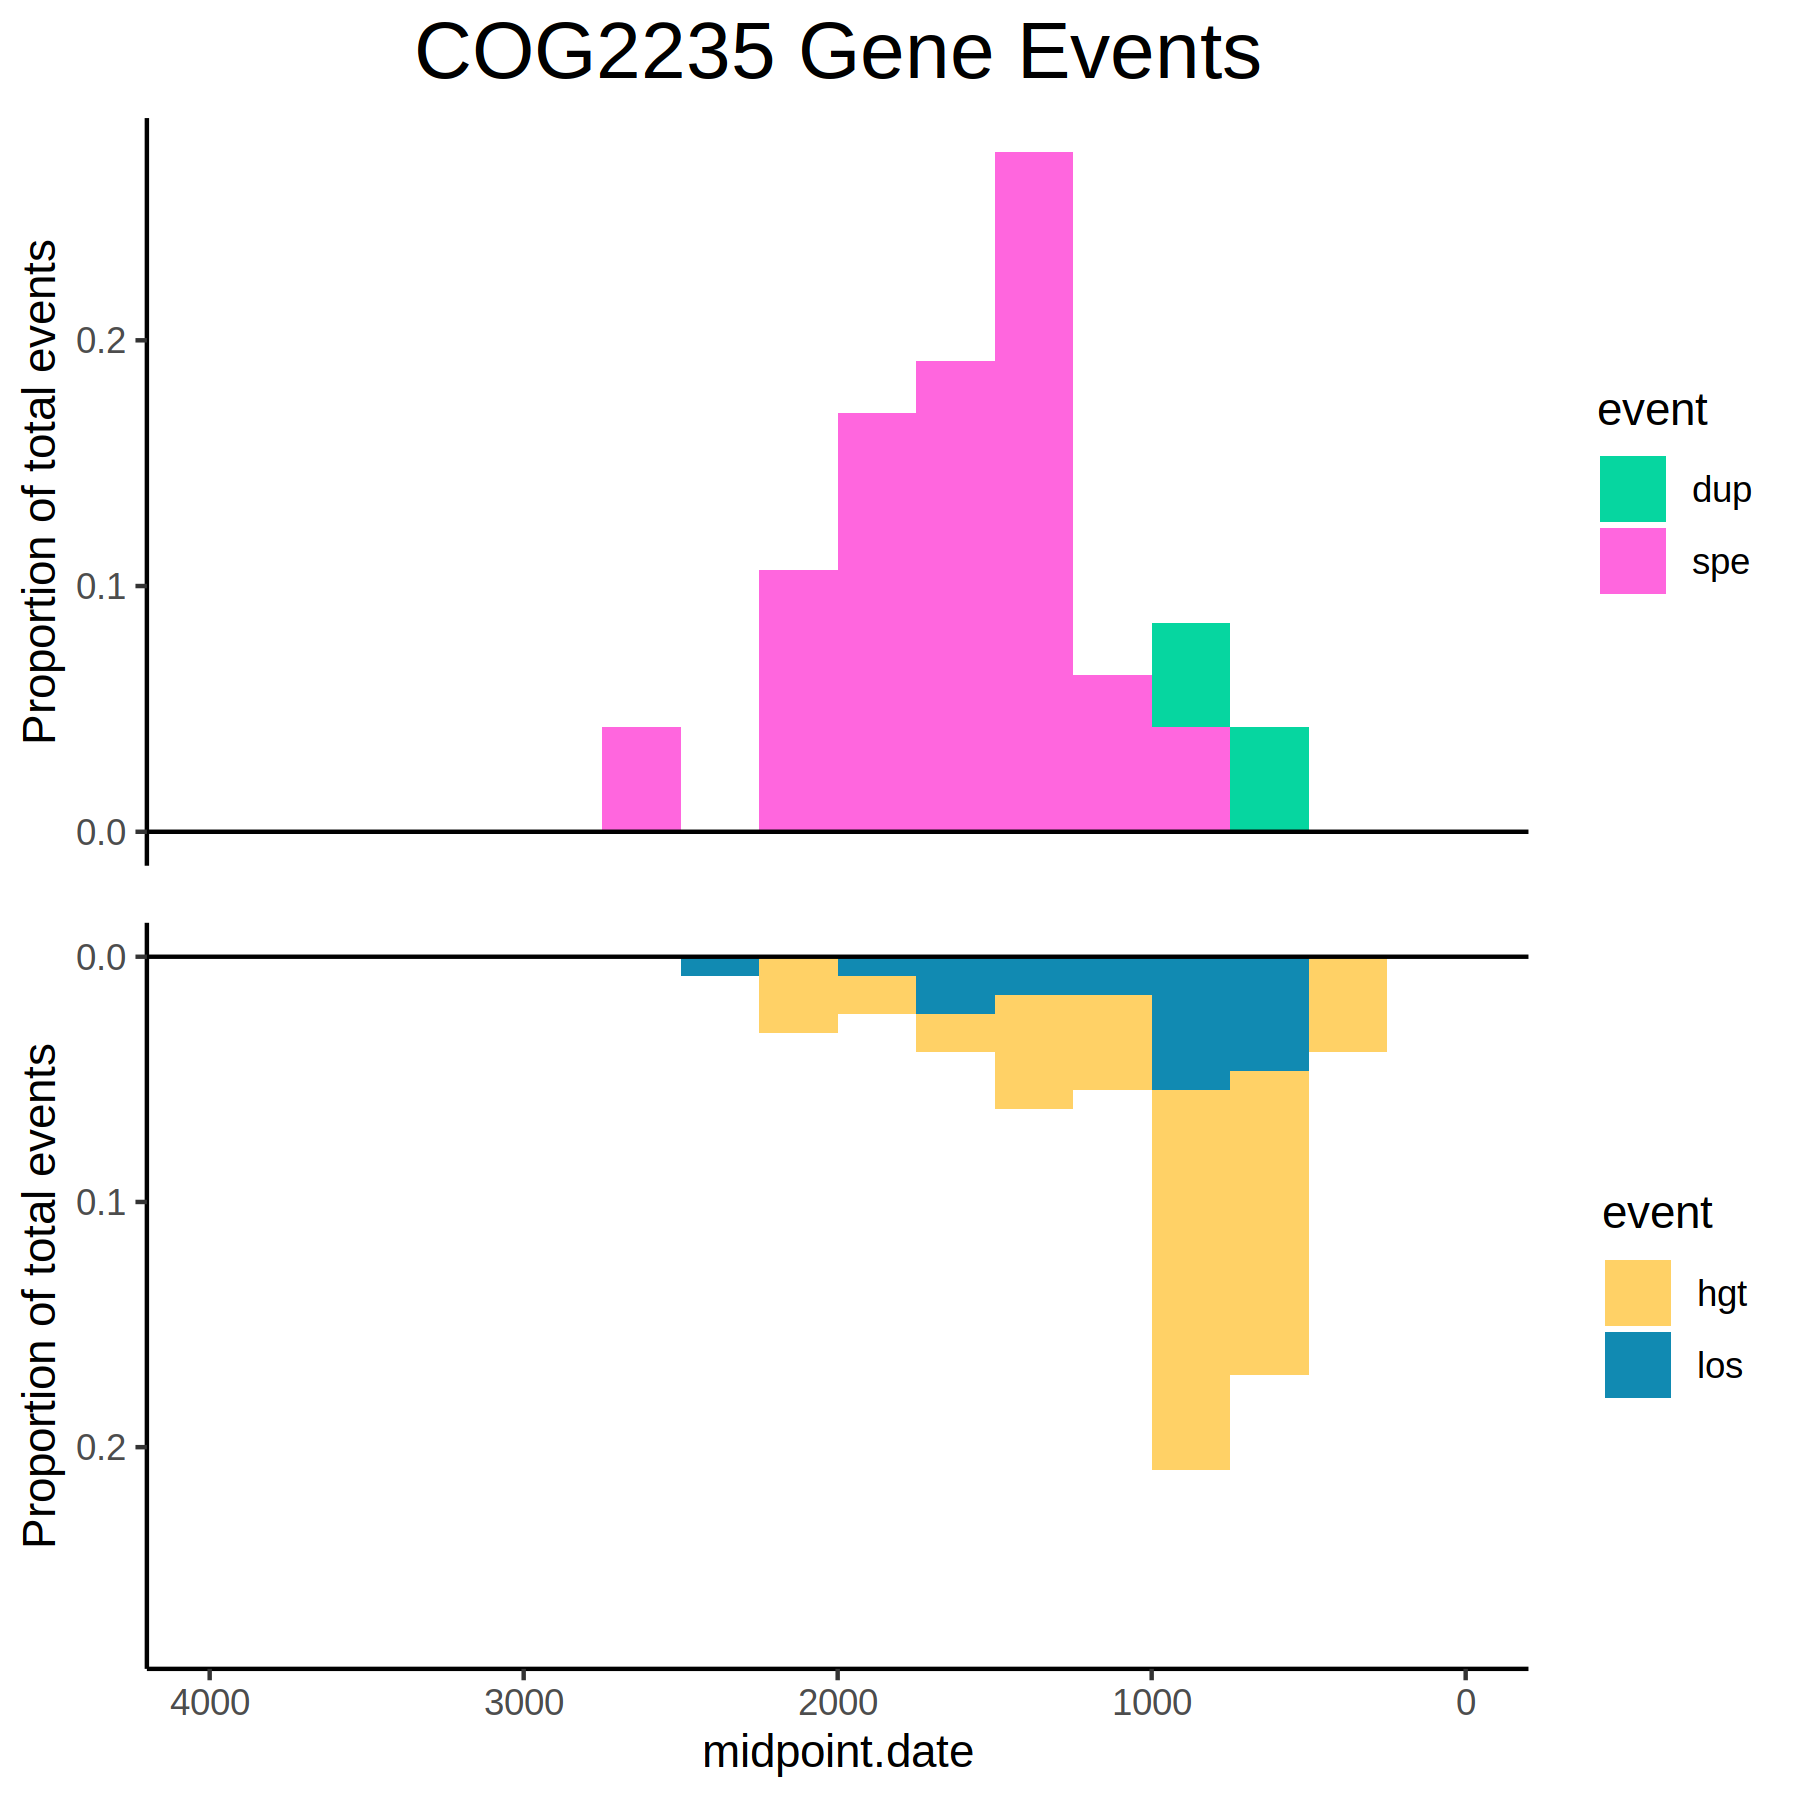 COG2235 Gene Events
Proportion of total events
0.2
0.1
0.0
event
dup
spe
Proportion of total events
0.0
0.1
0.2
event
hgt
los
4000 3000 2000 1000 0
midpoint.date